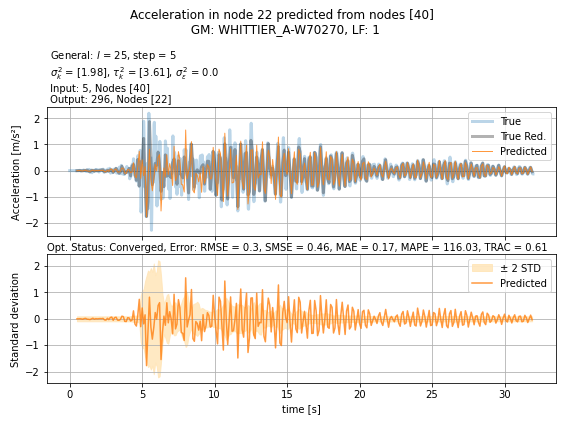 Acceleration in node 22 predicted from nodes [40]
GM: WHITTIER_A-W70270, LF: 1
General: l = 25, step = 5
σ²ₖ = [1.98], τ²ₖ = [3.61], σ²ε = 0.0
Input: 5, Nodes [40]
Output: 296, Nodes [22]
Acceleration [m/s²]
2
1
0
−1
−2
True
True Red.
Predicted
Opt. Status: Converged, Error: RMSE = 0.3, SMSE = 0.46, MAE = 0.17, MAPE = 116.03, TRAC = 0.61
Standard deviation
2
1
0
−1
−2
± 2 STD
Predicted
0 5 10 15 20 25 30
time [s]